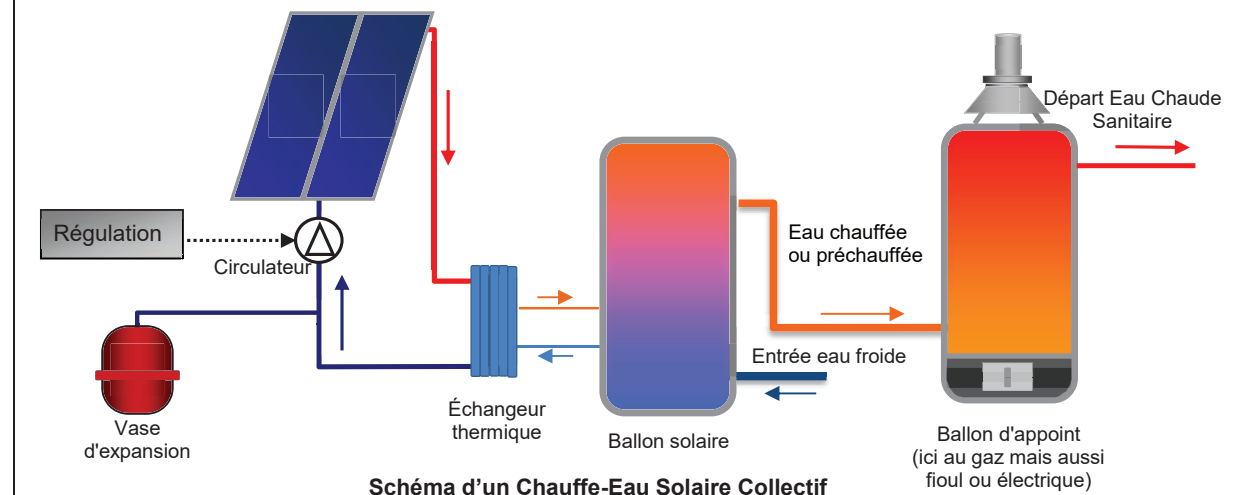 Départ Eau Chaude
Sanitaire
Régulation
Circulateur
Eau chauffée
ou préchauffée
Entrée eau froide
Vase
d'expansion
Échangeur
thermique
Ballon solaire
Ballon d'appoint
(ici au gaz mais aussi
fioul ou électrique)
Schéma d'un Chauffe-Eau Solaire Collectif